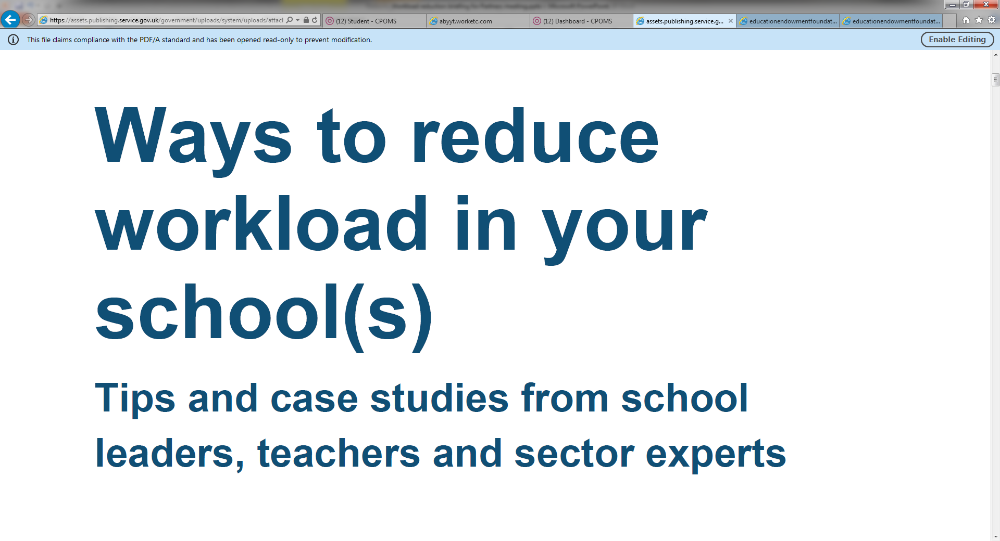 https://assets.publishing.service.gov.uk/government/uploads/system/uploads/attacl
(12) Student - CPOMS
abyyt.worketc.com
(12) Dashboard - CPOMS
assets.publishing.service.g...
educationendowmentfoundat...
educationendowmentfoundat...
This file claims compliance with the PDF/A standard and has been opened read-only to prevent modification.
Enable Editing
Ways to reduce
workload in your
school(s)
Tips and case studies from school
leaders, teachers and sector experts